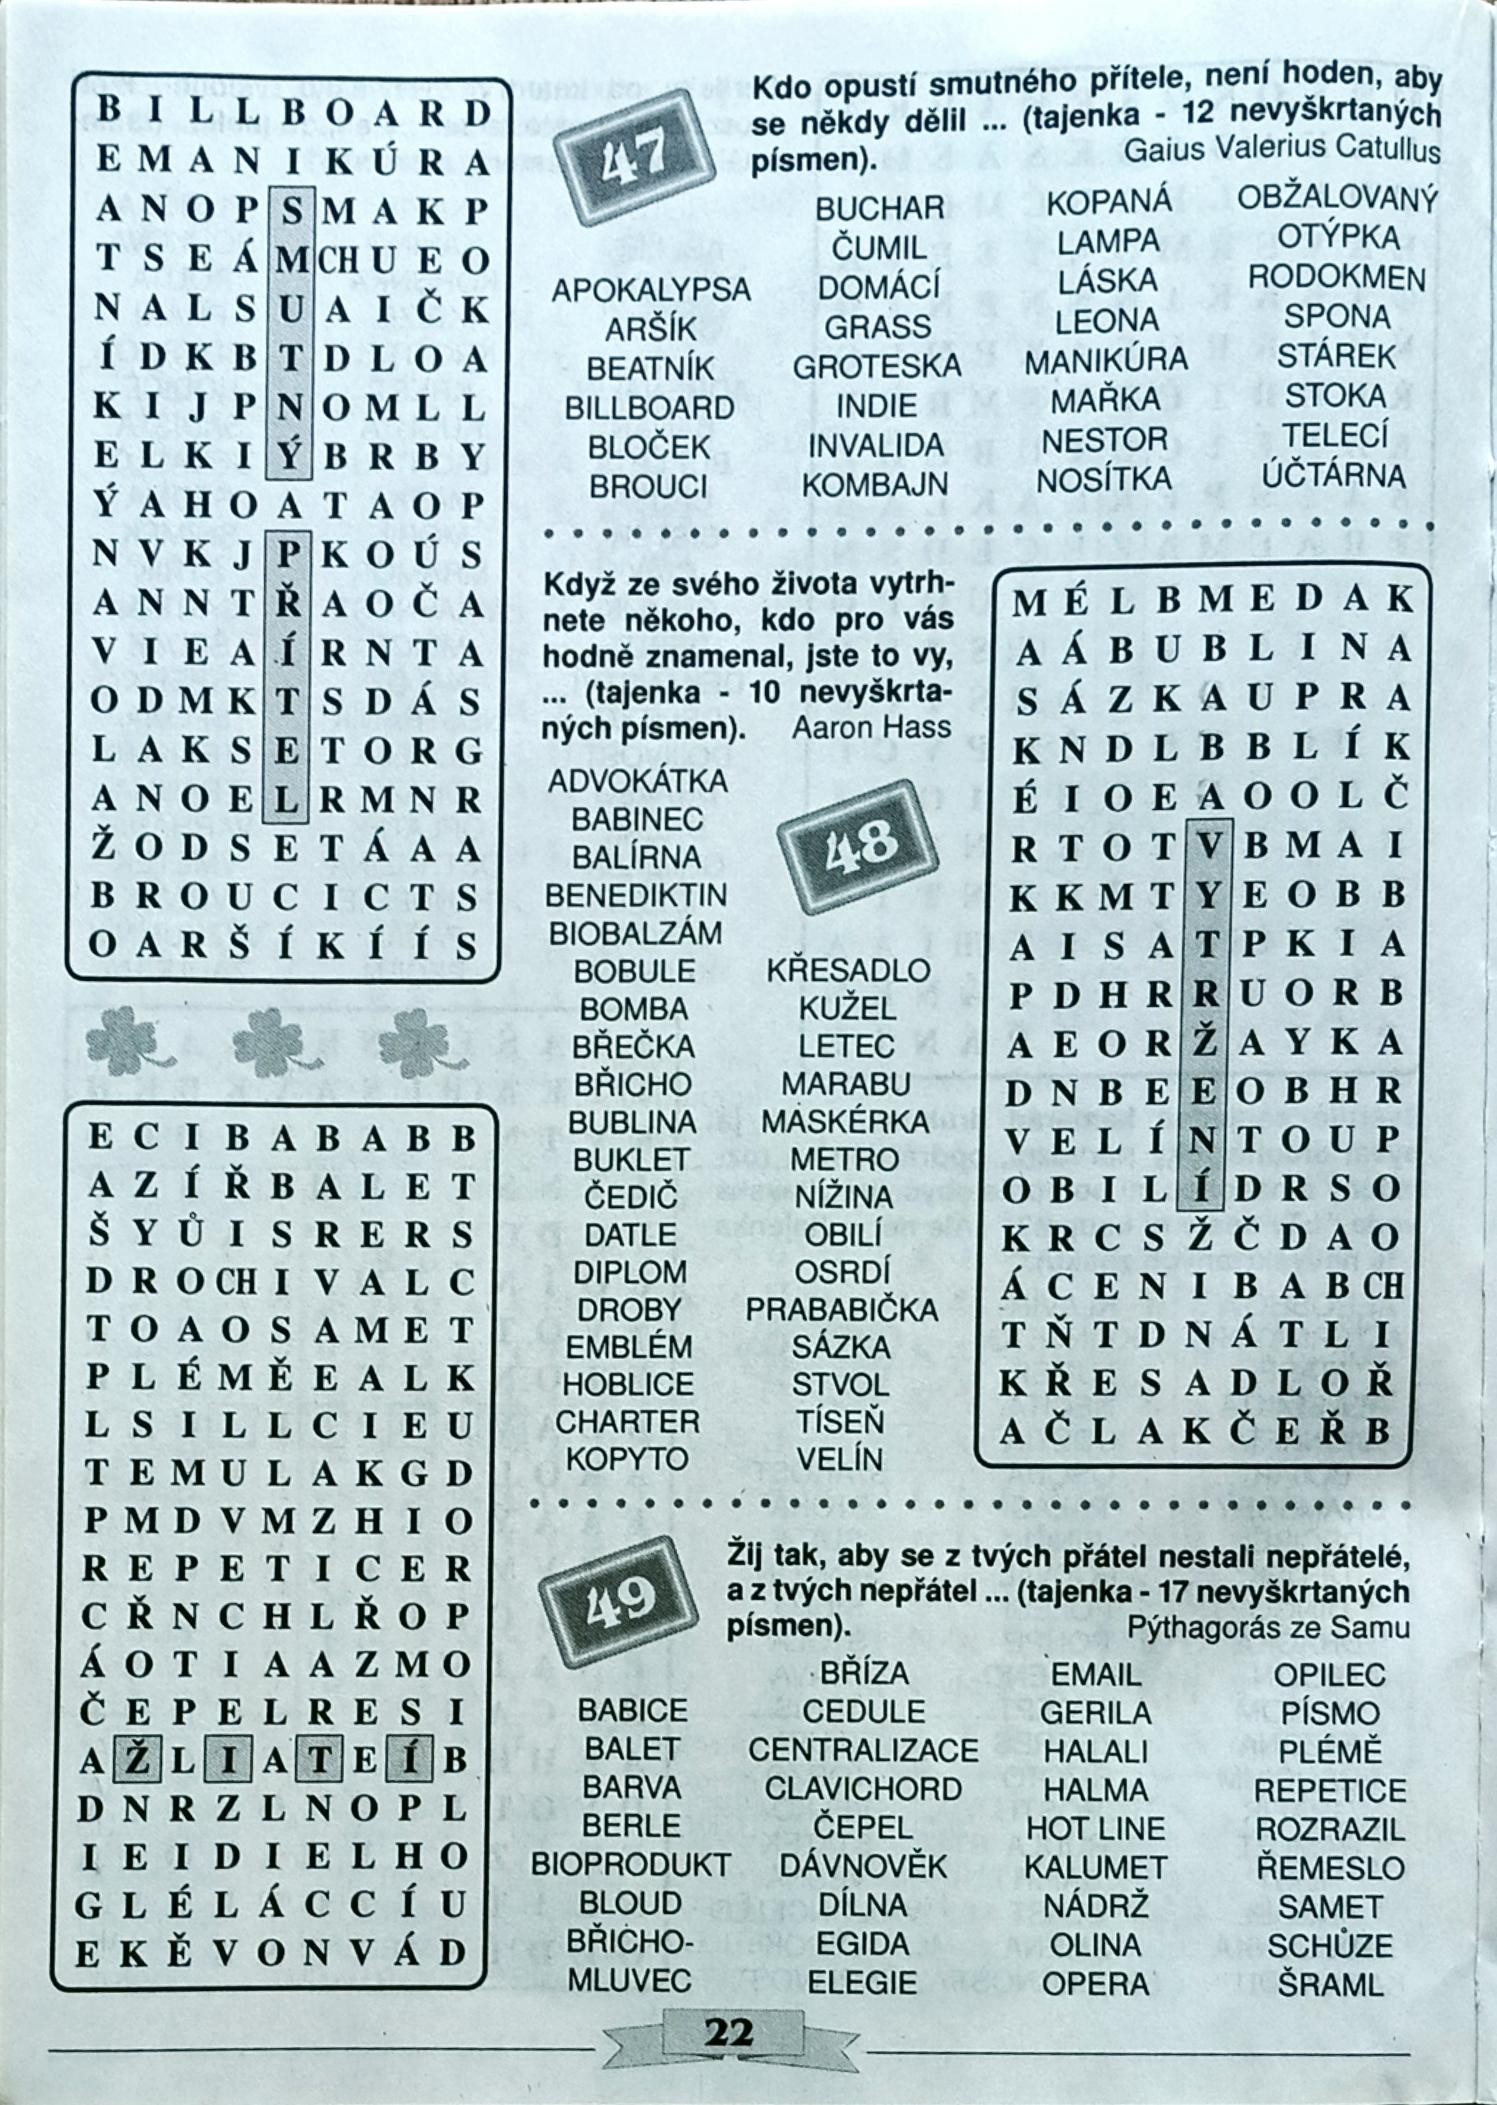 B I L L B O A R D
E M A N I K Ú R A
A N O P S M A K P
T S E Á M CH U E O
N A L S U A I Č K
Í D K B T D L O A
K I J P N O M L L
E L K I Ý B R B Y
Ý A H O A T A O P
N V K J P K O Ú S
A N N T Ř A O Č A
V I E A Í R N T A
O D M K T S D Á S
L A K S E T O R G
A N O E L R M N R
Ž O D S E T Á A A
B R O U C I C T S
O A R Š Í K Í Í S
47
Kdo opustí smutného přítele, není hoden, aby
se někdy dělil ... (tajenka - 12 nevyškrtaných
písmen).
Gaius Valerius Catullus
APOKALYPSA
ARŠÍK
BEATNÍK
BILLBOARD
BLOČEK
BROUCI
BUCHAR
ČUMIL
DOMÁCÍ
GRASS
GROTESKA
INDIE
INVALIDA
KOMBAJN
KOPANÁ
LAMPA
LÁSKA
LEONA
MANIKÚRA
MAŘKA
NESTOR
NOSÍTKA
OBŽALOVANÝ
OTÝPKA
RODOKMEN
SPONA
STÁREK
STOKA
TELECÍ
ÚČTÁRNA
Když ze svého života vytrh-
nete někoho, kdo pro vás
hodně znamenal, jste to vy,
... (tajenka - 10 nevyškrta-
ných písmen). Aaron Hass
48
ADVOKÁTKA
BABINEC
BALÍRNA
BENEDIKTIN
BIOBALZÁM
BOBULE
BOMBA
BŘEČKA
BŘICHO
BUBLINA
BUKLET
ČEDIČ
DATLE
DIPLOM
DROBY
EMBLÉM
HOBLICE
CHARTER
KOPYTO
KŘESADLO
KUŽEL
LETEC
MARABU
MASKÉRKA
METRO
NÍŽINA
OBILÍ
OSRDÍ
PRABABIČKA
SÁZKA
STVOL
TÍSEŇ
VELÍN
M É L B M E D A K
A Á B U B L I N A
S Á Z K A U P R A
K N D L B B L Í K
É I O E A O O L Č
R T O T V B M A I
K K M T Y E O B B
A I S A T P K I A
P D H R R U O R B
A E O R Ž A Y K A
D N B E E O B H R
V E L Í N T O U P
O B I L Í D R S O
K R C S Ž Č D A O
Á C E N I B A B CH
T Ň T D N Á T L I
K Ř E S A D L O Ř
A Č L A K Č E Ř B
E C I B A B A B B
A Z Í Ř B A L E T
Š Y Ů I S R E R S
D R O CH I V A L C
T O A O S A M E T
P L É M Ě E A L K
L S I L L C I E U
T E M U L A K G D
P M D V M Z H I O
R E P E T I C E R
C Ř N C H L Ř O P
Á O T I A A Z M O
Č E P E L R E S I
A Ž L I A T E Í B
D N R Z L N O P L
I E I D I E L H O
G L É L Á C C Í U
E K Ě V O N V Á D
49
Žij tak, aby se z tvých přátel nestali nepřátelé,
a z tvých nepřátel ... (tajenka - 17 nevyškrtaných
písmen).
Pýthagorás ze Samu
BABICE
BALET
BARVA
BERLE
BIOPRODUKT
BLOUD
BŘICHO-
MLUVEC
BŘÍZA
CEDULE
CENTRALIZACE
CLAVICHORD
ČEPEL
DÁVNOVĚK
DÍLNA
EGIDA
ELEGIE
EMAIL
GERILA
HALALI
HALMA
HOT LINE
KALUMET
NÁDRŽ
OLINA
OPERA
OPILEC
PÍSMO
PLÉMĚ
REPETICE
ROZRAZIL
ŘEMESLO
SAMET
SCHŮZE
ŠRAML
22